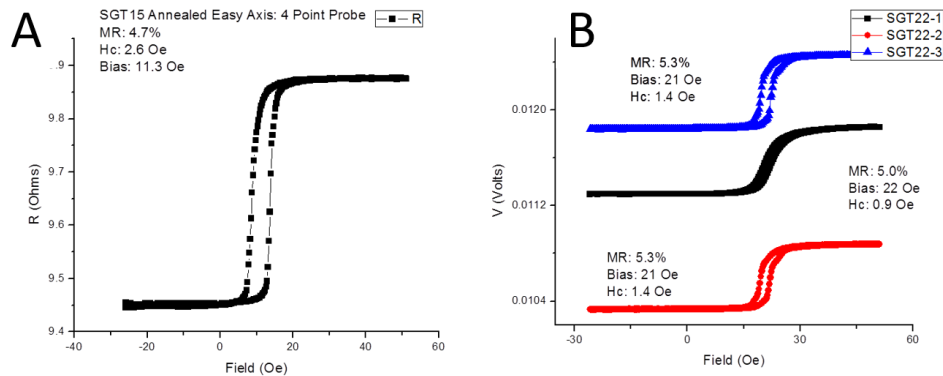 A
SGT15 Annealed Easy Axis: 4 Point Probe
R
MR: 4.7%
Hc: 2.6 Oe
Bias: 11.3 Oe
.9
9.8
9.7
9.6
9.5
9.4
R (Ohms)
-40
-20
0
20
40
60
Field (Oe)
B
SGT22-1
SGT22-2
SGT22-3
MR: 5.3%
Bias: 21 Oe
Hc: 1.4 Oe
MR: 5.0%
Bias: 22 Oe
Hc: 0.9 Oe
MR: 5.3%
Bias: 21 Oe
Hc: 1.4 Oe
0.0120
0.0112
0.0104
V (Volts)
-30
0
30
60
Field (Oe)